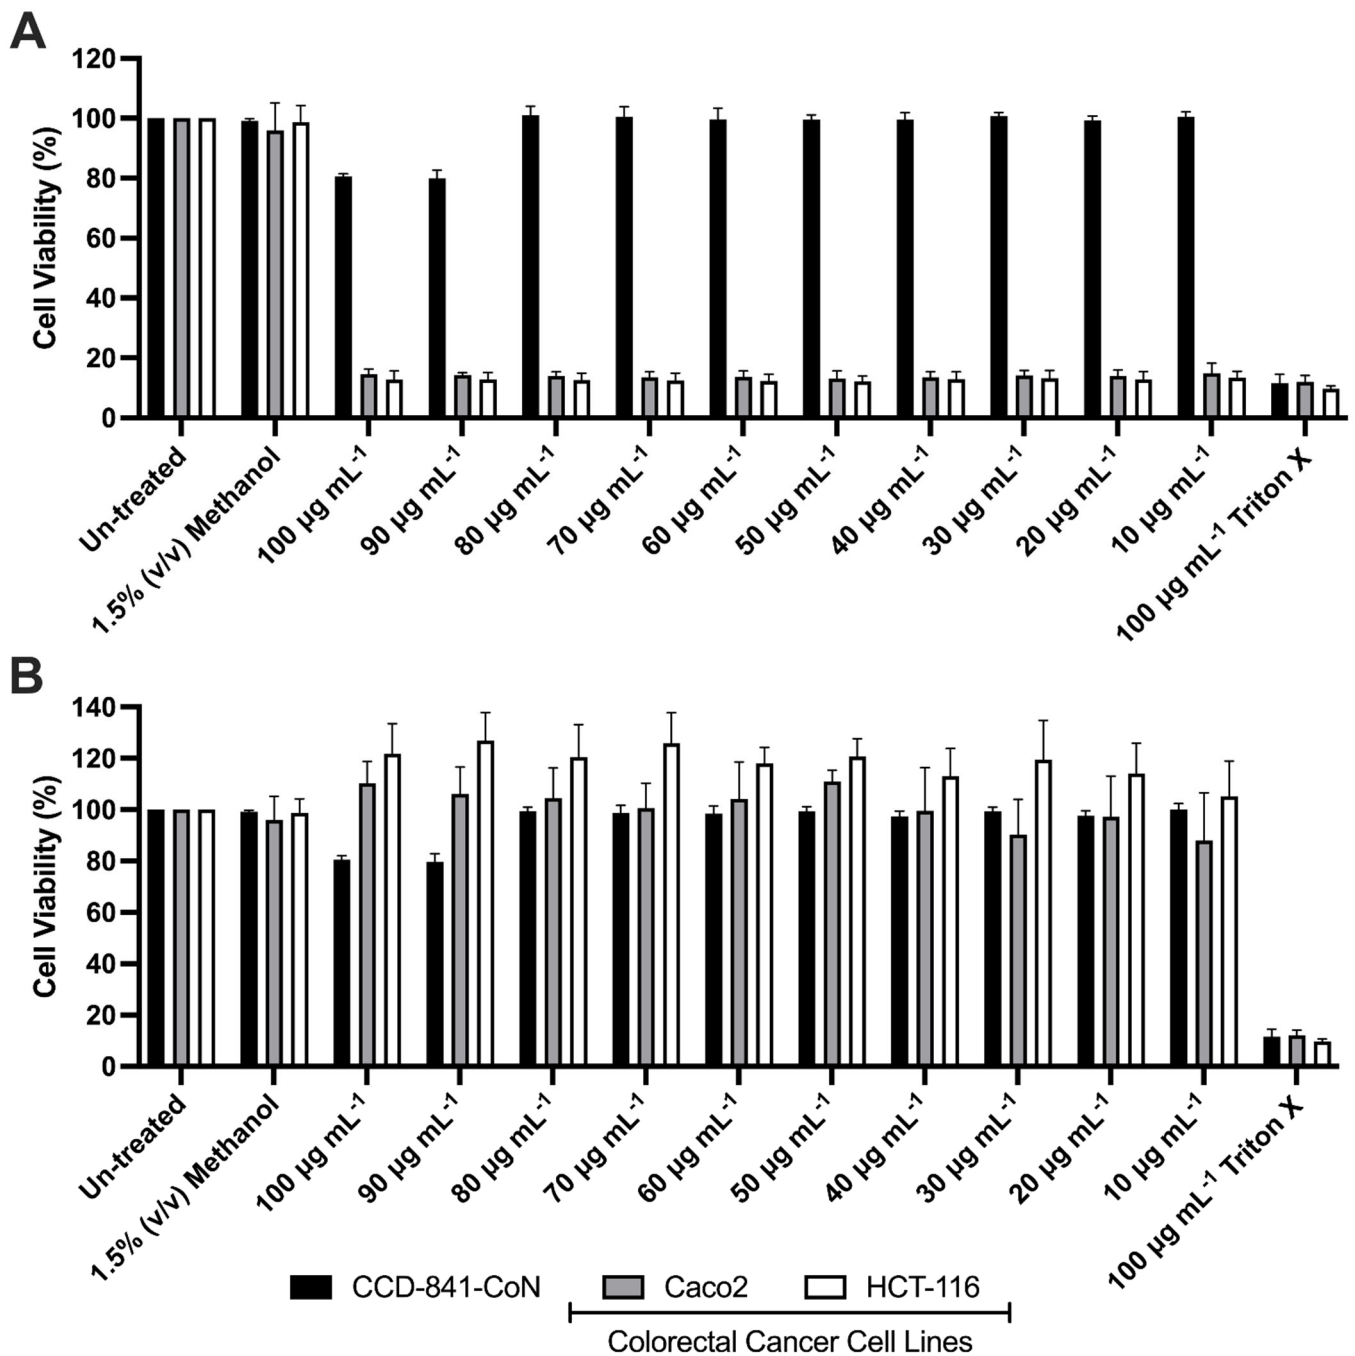 A
120
100
80
60
40
20
0
Cell Viability (%)
Un-treated
1.5% (v/v) Methanol
100 µg mL⁻¹
90 µg mL⁻¹
80 µg mL⁻¹
70 µg mL⁻¹
60 µg mL⁻¹
50 µg mL⁻¹
40 µg mL⁻¹
30 µg mL⁻¹
20 µg mL⁻¹
10 µg mL⁻¹
100 µg mL⁻¹ Triton X
B
140
120
100
80
60
40
20
0
Cell Viability (%)
Un-treated
1.5% (v/v) Methanol
100 µg mL⁻¹
90 µg mL⁻¹
80 µg mL⁻¹
70 µg mL⁻¹
60 µg mL⁻¹
50 µg mL⁻¹
40 µg mL⁻¹
30 µg mL⁻¹
20 µg mL⁻¹
10 µg mL⁻¹
100 µg mL⁻¹ Triton X
CCD-841-CoN Caco2 HCT-116
Colorectal Cancer Cell Lines